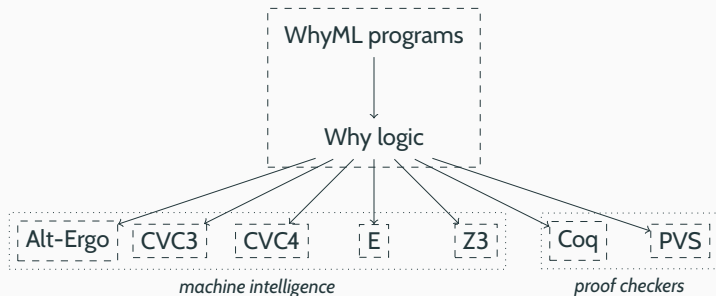 WhyML programs
Why logic
Alt-Ergo CVC3 CVC4 E Z3 Coq PVS
machine intelligence proof checkers